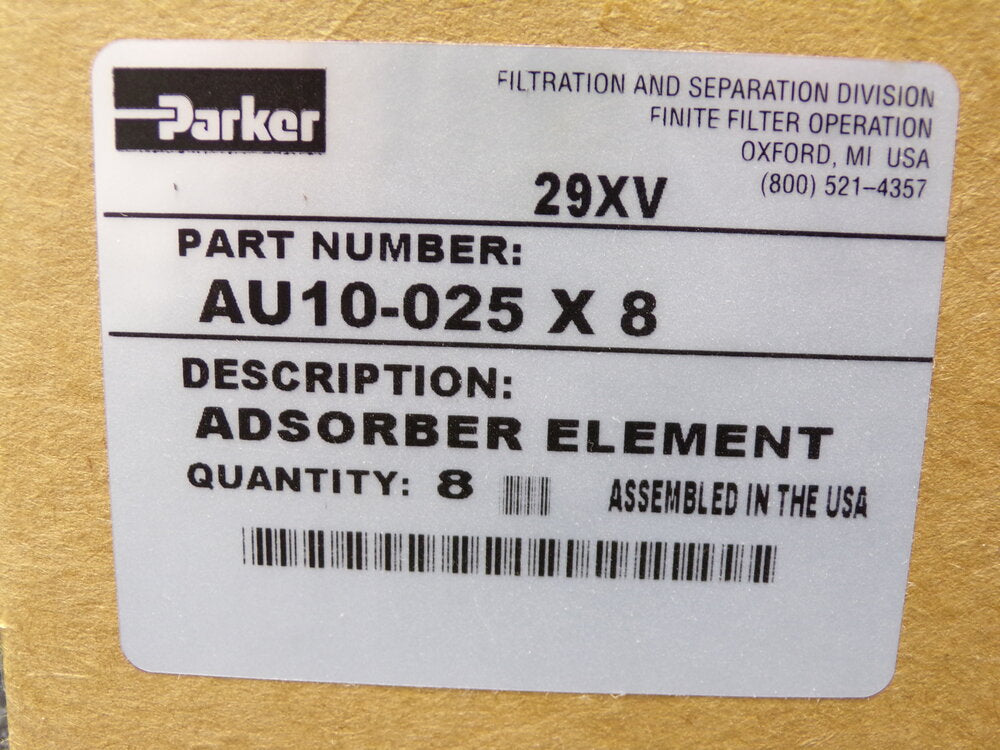 Parker
FILTRATION AND SEPARATION DIVISION
FINITE FILTER OPERATION
OXFORD, MI USA
(800) 521-4357
29XV
PART NUMBER:
AU10-025 X 8
DESCRIPTION:
ADSORBER ELEMENT
QUANTITY: 8
ASSEMBLED IN THE USA